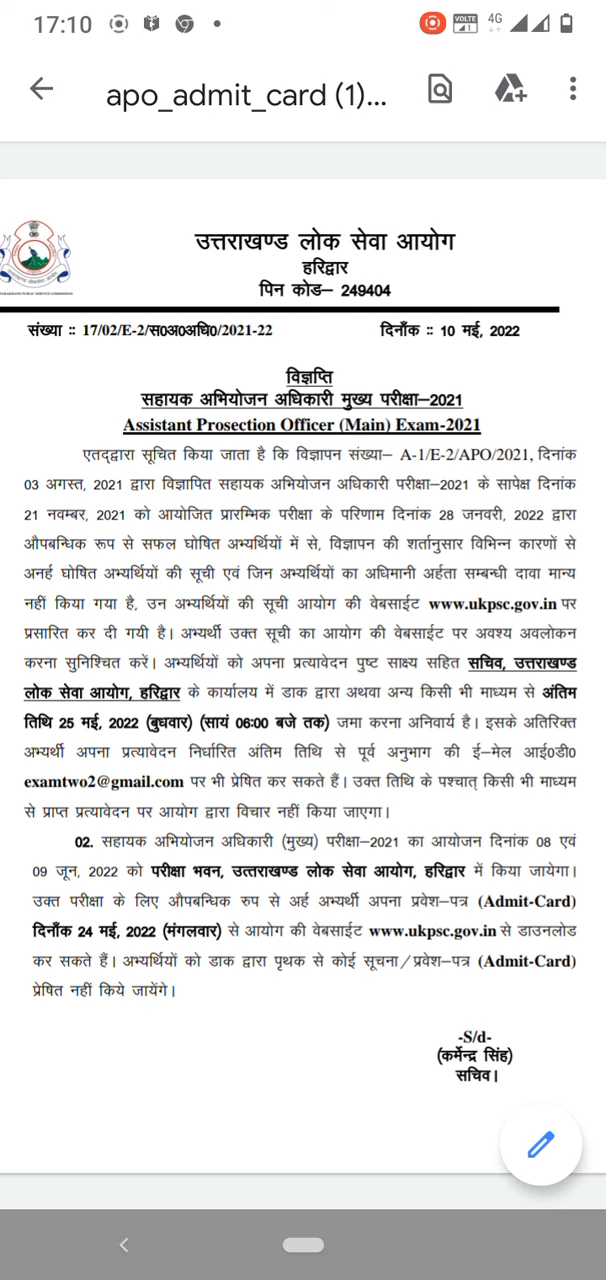 17:10
VOLTE
1
4G
apo_admit_card (1)...
उत्तराखण्ड लोक सेवा आयोग
हरिद्वार
पिन कोड– 249404
संख्या :: 17/02/E-2/स0अ0अधि0/2021-22 दिनाँक :: 10 मई, 2022
विज्ञप्ति
सहायक अभियोजन अधिकारी मुख्य परीक्षा–2021
Assistant Prosection Officer (Main) Exam-2021
एतद्द्वारा सूचित किया जाता है कि विज्ञापन संख्या– A-1/E-2/APO/2021, दिनांक
03 अगस्त, 2021 द्वारा विज्ञापित सहायक अभियोजन अधिकारी परीक्षा–2021 के सापेक्ष दिनांक
21 नवम्बर, 2021 को आयोजित प्रारम्भिक परीक्षा के परिणाम दिनांक 28 जनवरी, 2022 द्वारा
औपबन्धिक रूप से सफल घोषित अभ्यर्थियों में से, विज्ञापन की शर्तानुसार विभिन्न कारणों से
अनर्ह घोषित अभ्यर्थियों की सूची एवं जिन अभ्यर्थियों का अधिमानी अर्हता सम्बन्धी दावा मान्य
नहीं किया गया है, उन अभ्यर्थियों की सूची आयोग की वेबसाईट www.ukpsc.gov.in पर
प्रसारित कर दी गयी है। अभ्यर्थी उक्त सूची का आयोग की वेबसाईट पर अवश्य अवलोकन
करना सुनिश्चित करें। अभ्यर्थियों को अपना प्रत्यावेदन पुष्ट साक्ष्य सहित सचिव, उत्तराखण्ड
लोक सेवा आयोग, हरिद्वार के कार्यालय में डाक द्वारा अथवा अन्य किसी भी माध्यम से अंतिम
तिथि 25 मई, 2022 (बुधवार) (सायं 06:00 बजे तक) जमा करना अनिवार्य है। इसके अतिरिक्त
अभ्यर्थी अपना प्रत्यावेदन निर्धारित अंतिम तिथि से पूर्व अनुभाग की ई–मेल आई0डी0
examtwo2@gmail.com पर भी प्रेषित कर सकते हैं। उक्त तिथि के पश्चात् किसी भी माध्यम
से प्राप्त प्रत्यावेदन पर आयोग द्वारा विचार नहीं किया जाएगा।
02. सहायक अभियोजन अधिकारी (मुख्य) परीक्षा–2021 का आयोजन दिनांक 08 एवं
09 जून, 2022 को परीक्षा भवन, उत्तराखण्ड लोक सेवा आयोग, हरिद्वार में किया जायेगा।
उक्त परीक्षा के लिए औपबन्धिक रुप से अर्ह अभ्यर्थी अपना प्रवेश–पत्र (Admit-Card)
दिनाँक 24 मई, 2022 (मंगलवार) से आयोग की वेबसाईट www.ukpsc.gov.in से डाउनलोड
कर सकते हैं। अभ्यर्थियों को डाक द्वारा पृथक से कोई सूचना/प्रवेश–पत्र (Admit-Card)
प्रेषित नहीं किये जायेंगे।
-S/d-
(कर्मेन्द्र सिंह)
सचिव।